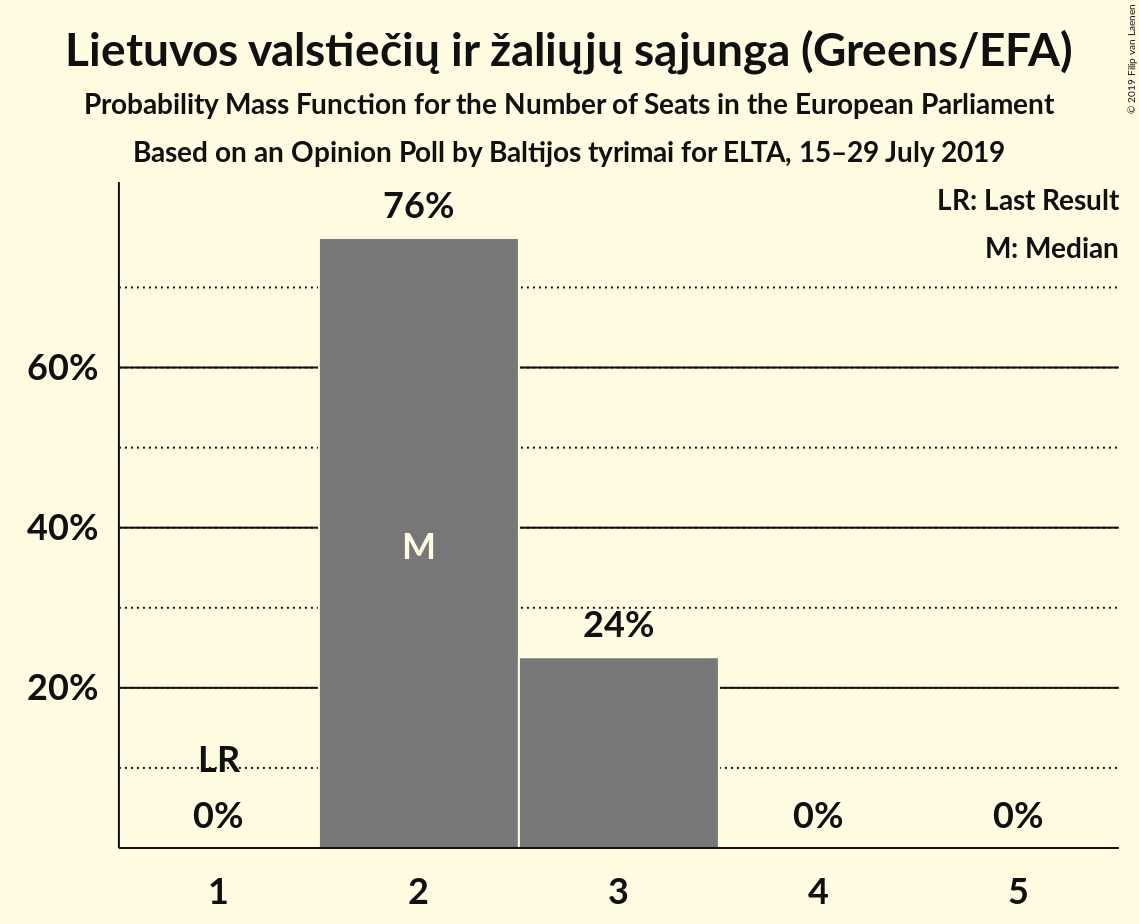 Lietuvos valstiečių ir žaliųjų sąjunga (Greens/EFA)
Probability Mass Function for the Number of Seats in the European Parliament
Based on an Opinion Poll by Baltijos tyrimai for ELTA, 15–29 July 2019
© 2019 Filip van Laenen
LR: Last Result
M: Median
76%
60%
40%
M
24%
20%
LR
0%
0%
0%
1
2
3
4
5